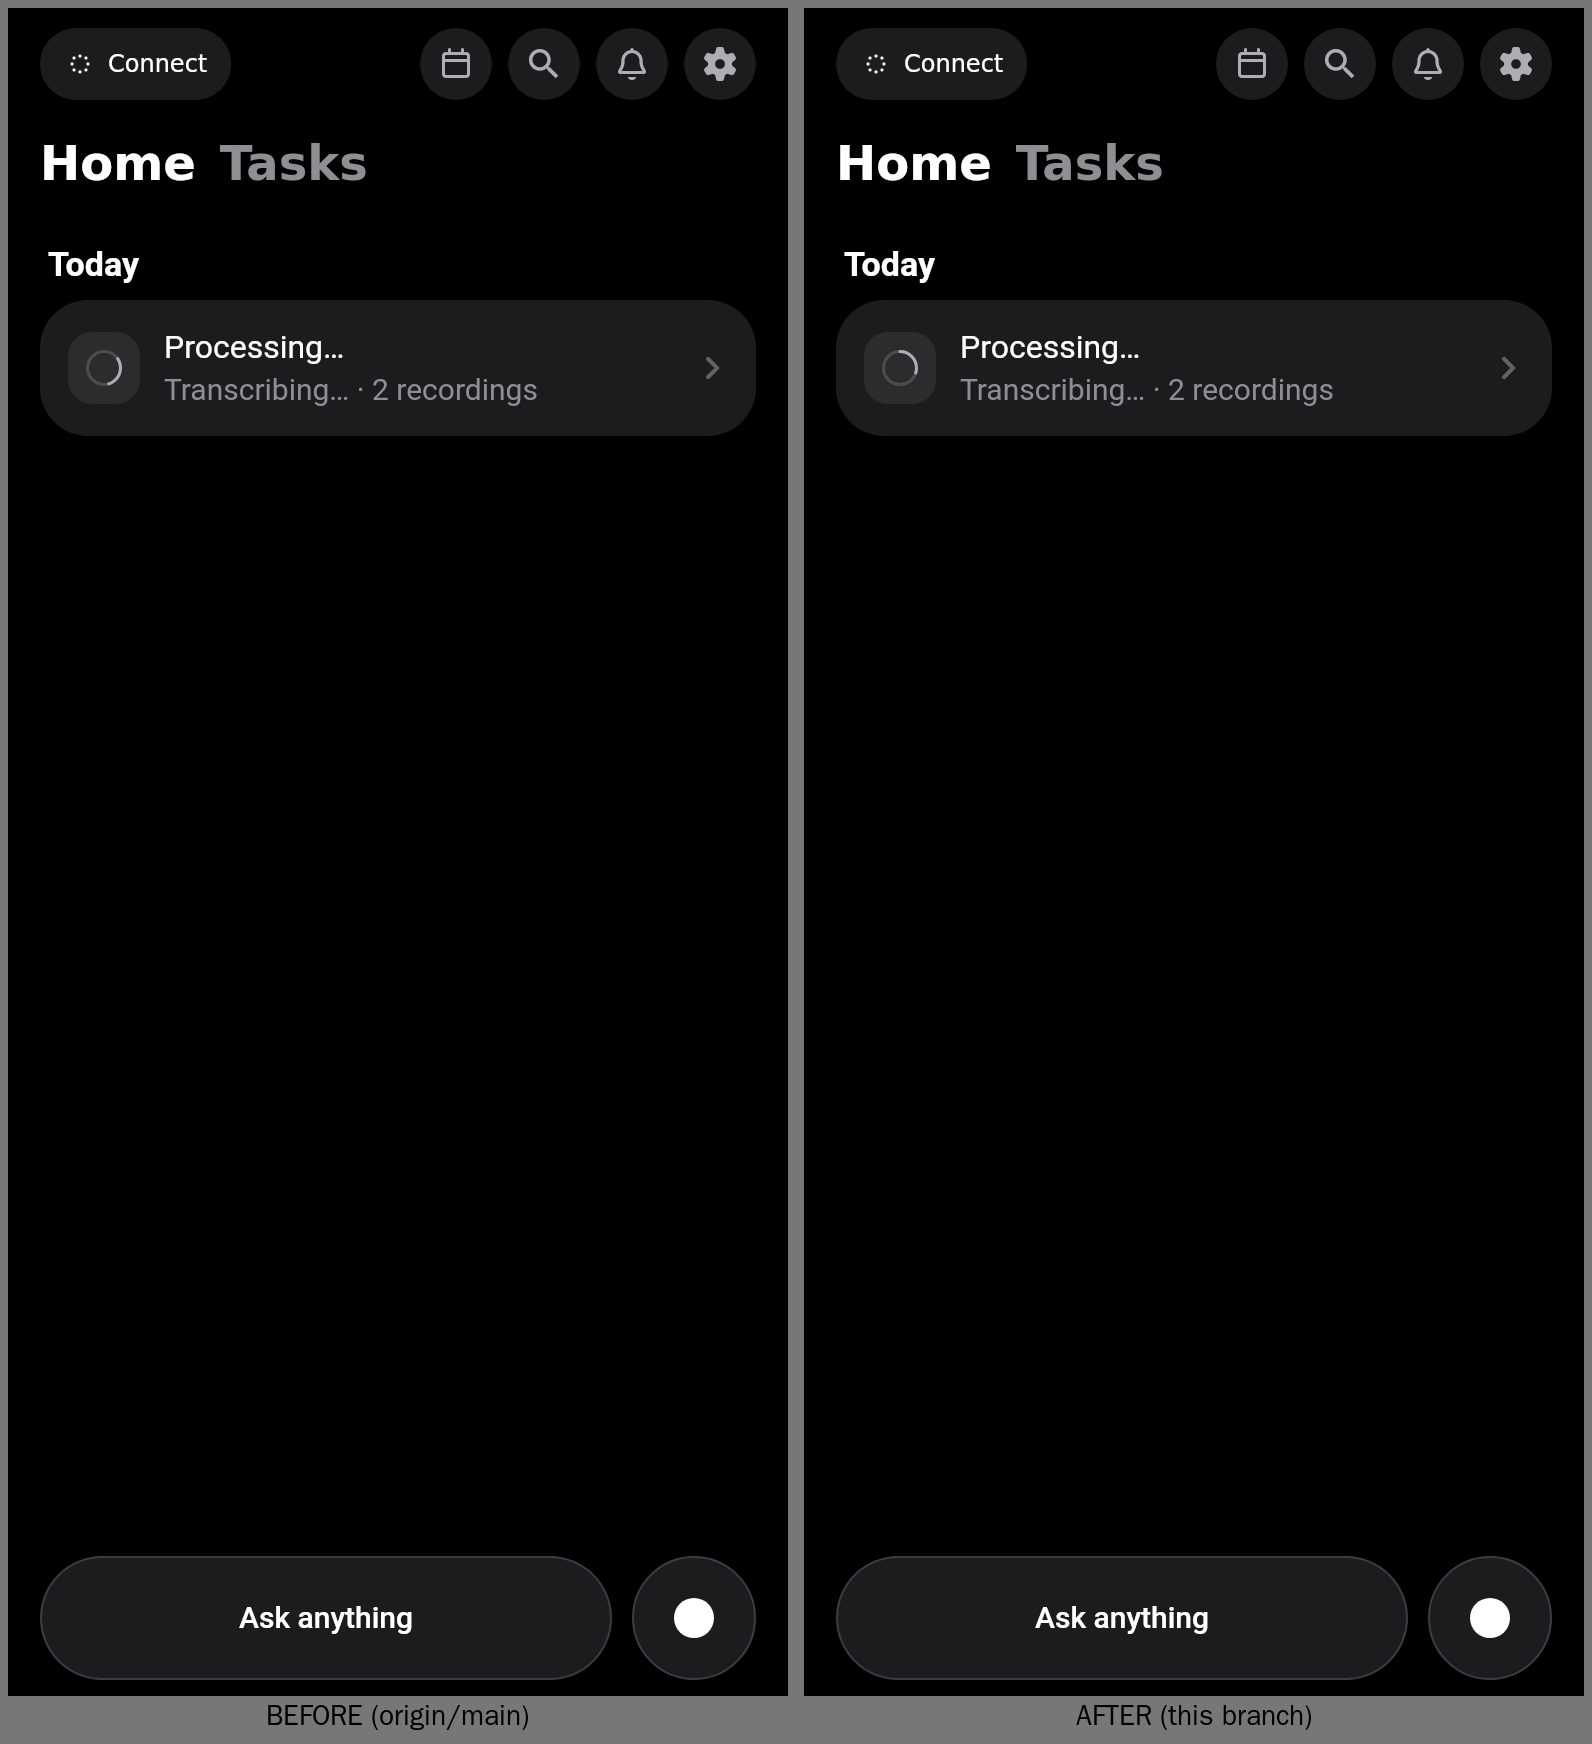 Connect
Home Tasks
Today
Processing...
Transcribing... · 2 recordings
Ask anything
BEFORE (origin/main)
Connect
Home Tasks
Today
Processing...
Transcribing... · 2 recordings
Ask anything
AFTER (this branch)